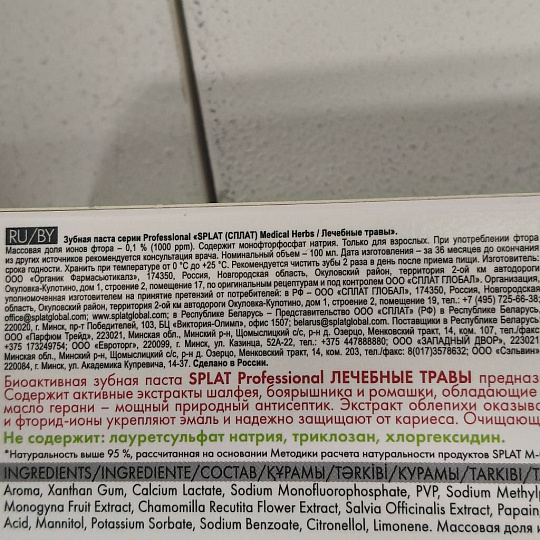 RU/BY Зубная паста серии Professional «SPLAT (СПЛАТ) Medical Herbs / Лечебные травы».
Массовая доля ионов фтора – 0,1 % (1000 ppm). Содержит монофторфосфат натрия. Только для взрослых. При употреблении фтора
из других источников рекомендуется консультация врача. Номинальный объем – 100 мл. Дата изготовления – за 36 месяцев до окончания
срока годности. Хранить при температуре от 0 °С до +25 °С. Рекомендуется чистить зубы 2 раза в день после приема пищи. Изготовитель:
ООО «Органик Фармасьютикалз», 174350, Россия, Новгородская область, Окуловский район, территория 2-ой км автодороги
Окуловка-Кулотино, дом 1, строение 2, помещение 17, по оригинальным рецептурам и под контролем ООО «СПЛАТ ГЛОБАЛ». Организация,
уполномоченная изготовителем на принятие претензий от потребителей: в РФ – ООО «СПЛАТ ГЛОБАЛ», 174350, Россия, Новгородская
область, Окуловский район, территория 2-ой км автодороги Окуловка-Кулотино, дом 1, строение 2, помещение 19, тел.: +7 (495) 725-66-38;
office@splatglobal.com; www.splatglobal.com; в Республике Беларусь – Представительство ООО «СПЛАТ» (РФ) в Республике Беларусь,
220020, г. Минск, пр-т Победителей, 103, БЦ «Виктория-Олимп», офис 1507; belarus@splatglobal.com. Поставщики в Республику Беларусь:
ООО «Парфюм Трейд», 223021, Минская обл., Минский р-н, Щомыслицкий с/с, р-н д. Озерцо, Меньковский тракт, 14, ком. 107, тел./факс
+375 173249754; ООО «Евроторг», 220099, г. Минск, ул. Казинца, 52А-22, тел.: +375 447888880; ООО «ЗАПАДНЫЙ ДВОР», 223021,
Минская обл., Минский р-н, Щомыслицкий с/с, р-н д. Озерцо, Меньковский тракт, 14, ком. 203, тел./факс: 8(017)3578632; ООО «Сальвин»
220084, г. Минск, ул. Академика Купревича, 14-37. Сделано в России.
Биоактивная зубная паста SPLAT Professional ЛЕЧЕБНЫЕ ТРАВЫ предназ
Содержит активные экстракты шалфея, боярышника и ромашки, обладающие
масло герани – мощный природный антисептик. Экстракт облепихи оказыва
и фторид-ионы укрепляют эмаль и надежно защищают от кариеса. Очищающ
Не содержит: лауретсульфат натрия, триклозан, хлоргексидин.
*Натуральность выше 95 %, рассчитанная на основании Методики расчета натуральности продуктов SPLAT М-
INGREDIENTS/INGREDIENTE/СОСТАВ/ҚҰРАМЫ/TƏRKİBİ/КУРАМЫ/TARKIBI/T
Aroma, Xanthan Gum, Calcium Lactate, Sodium Monofluorophosphate, PVP, Sodium Methylp
Monogyna Fruit Extract, Chamomilla Recutita Flower Extract, Salvia Officinalis Extract, Papain
Acid, Mannitol, Potassium Sorbate, Sodium Benzoate, Citronellol, Limonene. Массовая доля и